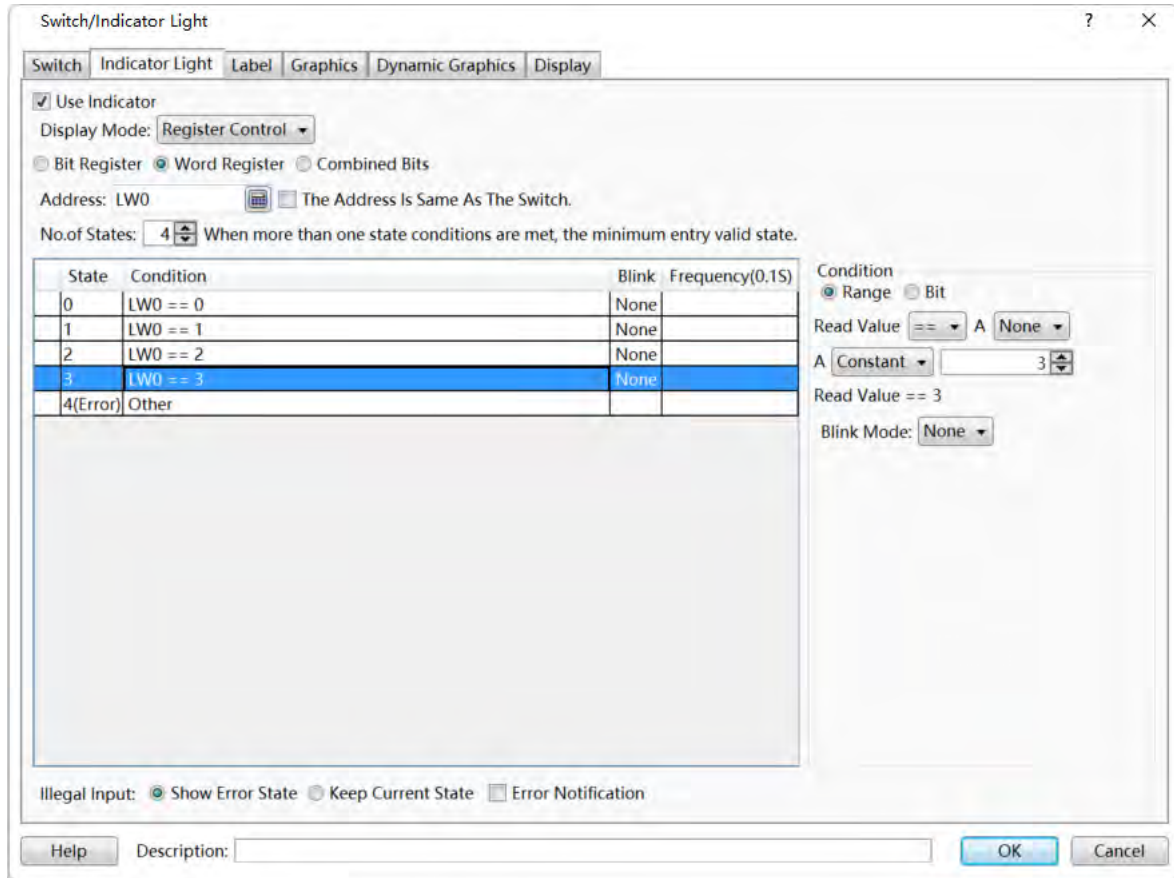 Switch/Indicator Light ? ×
Switch Indicator Light Label Graphics Dynamic Graphics Display
Use Indicator
Display Mode: Register Control
Bit Register Word Register Combined Bits
Address: LW0 The Address Is Same As The Switch.
No.of States: 4 When more than one state conditions are met, the minimum entry valid state.
State Condition Blink Frequency(0.1S)
0 LW0 == 0 None
1 LW0 == 1 None
2 LW0 == 2 None
3 LW0 == 3 None
4(Error) Other
Condition
Range Bit
Read Value == A None
A Constant 3
Read Value == 3
Blink Mode: None
Illegal Input: Show Error State Keep Current State Error Notification
Help Description: OK Cancel